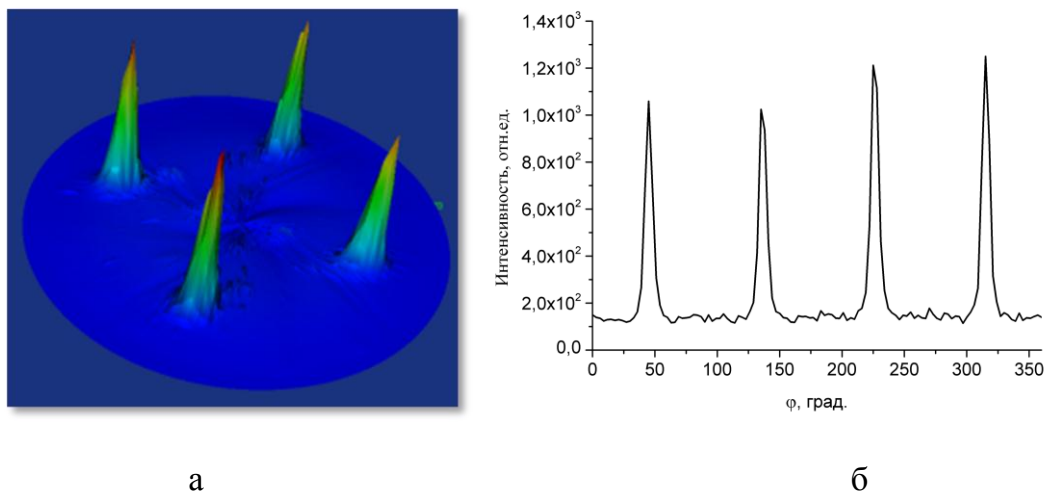 1,4x10³
1,2x10³
1,0x10³
8,0x10²
6,0x10²
4,0x10²
2,0x10²
0,0
Интенсивность, отн.ед.
0 50 100 150 200 250 300 350
φ, град.
а б